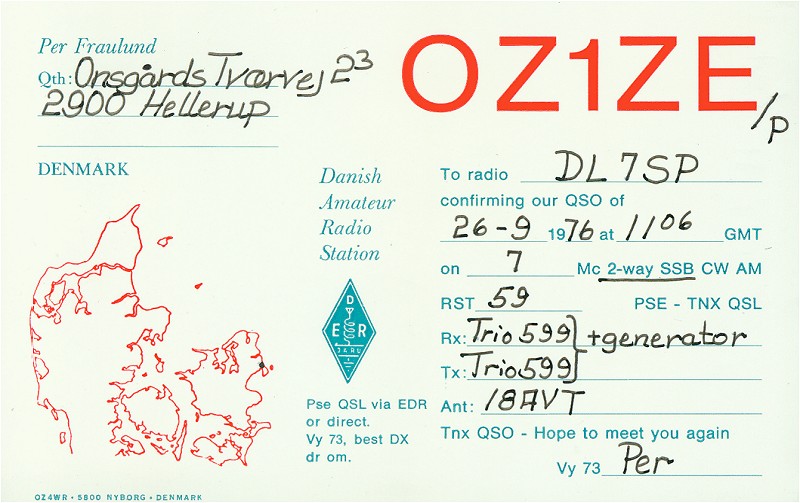 Per Fraulund
Qth: Onsgårds Tværvej 23
2900 Hellerup
DENMARK
OZ1ZE/p
Danish
Amateur
Radio
Station
E D R
I A R U
Pse QSL via EDR
or direct.
Vy 73, best DX
dr om.
To radio DL7SP
confirming our QSO of
26-9 1976 at 1106 GMT
on 7 Mc 2-way SSB CW AM
RST 59 PSE - TNX QSL
Rx: Trio 599 } + generator
Tx: Trio 599 }
Ant: 18AVT
Tnx QSO - Hope to meet you again
Vy 73 Per
OZ4WR • 5800 NYBORG • DENMARK